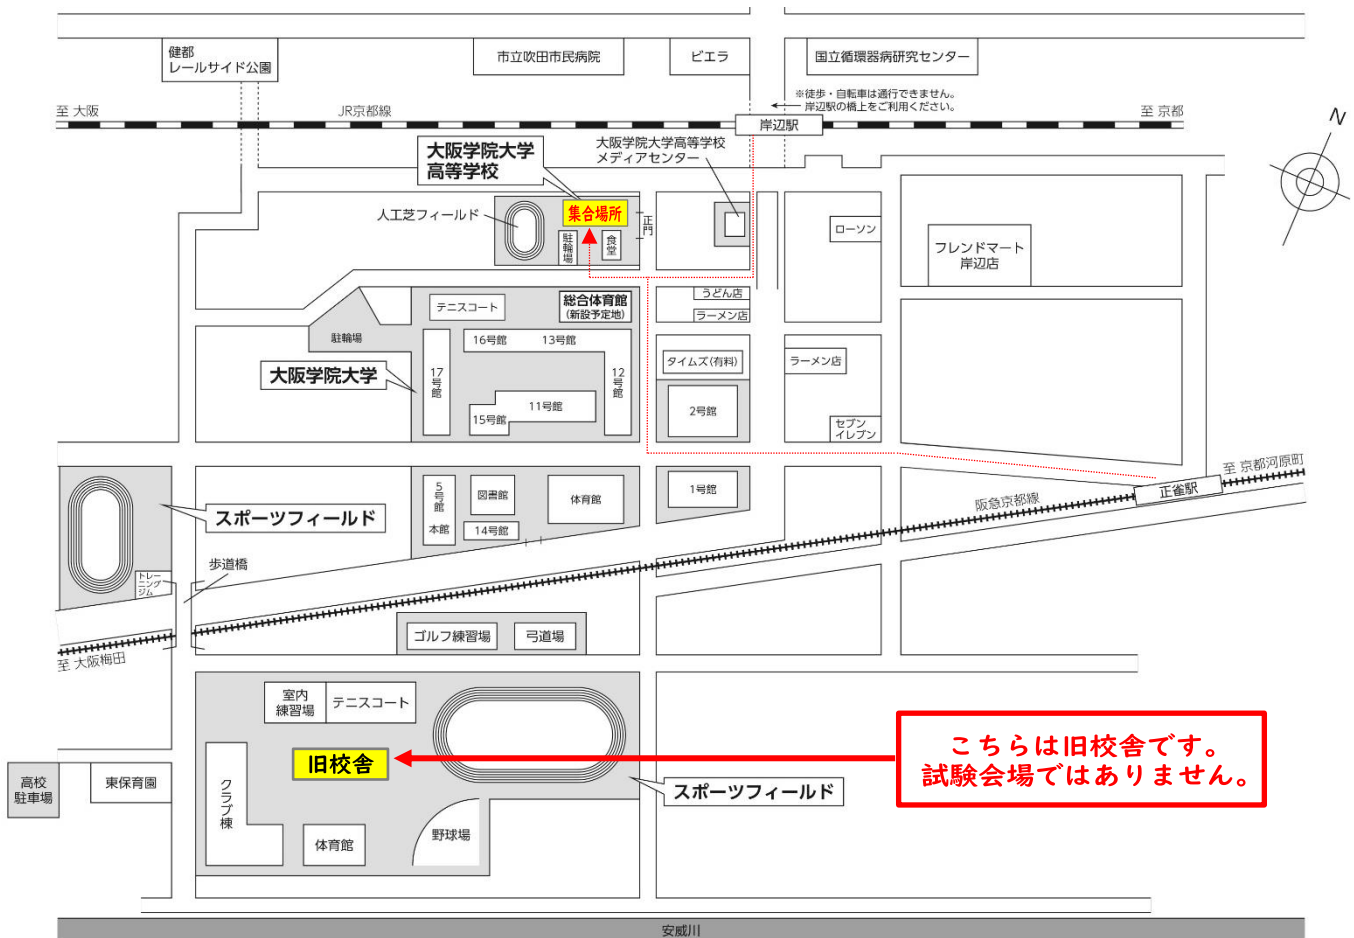 健都
レールサイド公園
市立吹田市民病院
ビエラ
国立循環器病研究センター
※徒歩・自転車は通行できません。
岸辺駅の橋上をご利用ください。
至 大阪
JR京都線
岸辺駅
至 京都
N
大阪学院大学
高等学校
大阪学院大学高等学校
メディアセンター
人工芝フィールド
集合場所
正門
駐輪場
食堂
ローソン
フレンドマート
岸辺店
テニスコート
総合体育館
(新設予定地)
うどん店
ラーメン店
駐輪場
16号館
13号館
タイムズ(有料)
ラーメン店
大阪学院大学
17号館
12号館
11号館
15号館
2号館
セブン
イレブン
至 京都河原町
正雀駅
阪急京都線
5号館
本館
図書館
14号館
体育館
1号館
スポーツフィールド
歩道橋
トレー
ニング
ジム
至 大阪梅田
ゴルフ練習場
弓道場
室内
練習場
テニスコート
旧校舎
こちらは旧校舎です。
試験会場ではありません。
高校
駐車場
東保育園
クラブ棟
スポーツフィールド
体育館
野球場
安威川